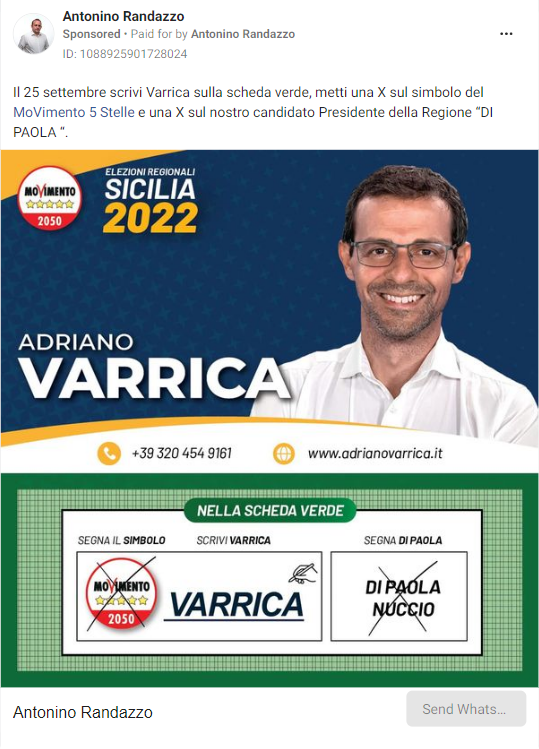 Antonino Randazzo
Sponsored • Paid for by Antonino Randazzo
ID: 1088925901728024
Il 25 settembre scrivi Varrica sulla scheda verde, metti una X sul simbolo del
MoVimento 5 Stelle e una X sul nostro candidato Presidente della Regione “DI
PAOLA “.
MOVIMENTO
2050
ELEZIONI REGIONALI
SICILIA
2022
ADRIANO
VARRICA
+39 320 454 9161
www.adrianovarrica.it
NELLA SCHEDA VERDE
SEGNA IL SIMBOLO
SCRIVI VARRICA
SEGNA DI PAOLA
MOVIMENTO
2050
VARRICA
DI PAOLA
NUCCIO
Antonino Randazzo
Send Whats...